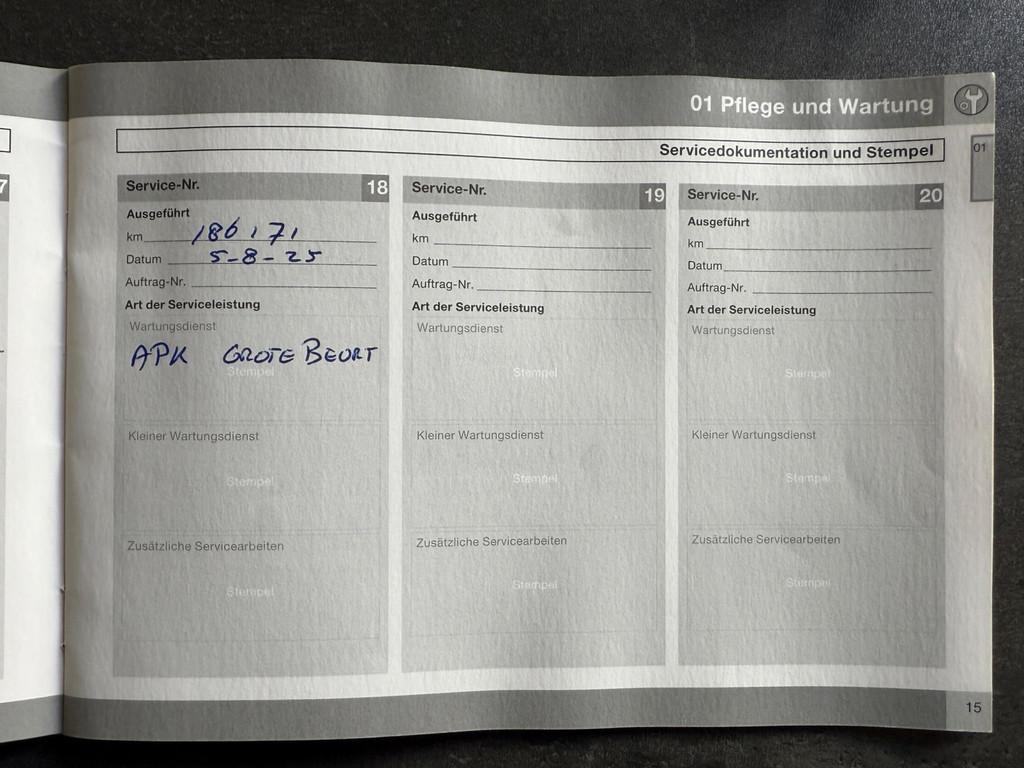 01 Pflege und Wartung
Servicedokumentation und Stempel
01
7
Service-Nr. 18
Ausgeführt
km 186,171
Datum 5-8-25
Auftrag-Nr.
Art der Serviceleistung
Wartungsdienst
APK GROTE BEURT
Stempel
Kleiner Wartungsdienst
Stempel
Zusätzliche Servicearbeiten
Stempel
Service-Nr. 19
Ausgeführt
km
Datum
Auftrag-Nr.
Art der Serviceleistung
Wartungsdienst
Stempel
Kleiner Wartungsdienst
Stempel
Zusätzliche Servicearbeiten
Stempel
Service-Nr. 20
Ausgeführt
km
Datum
Auftrag-Nr.
Art der Serviceleistung
Wartungsdienst
Stempel
Kleiner Wartungsdienst
Stempel
Zusätzliche Servicearbeiten
Stempel
15